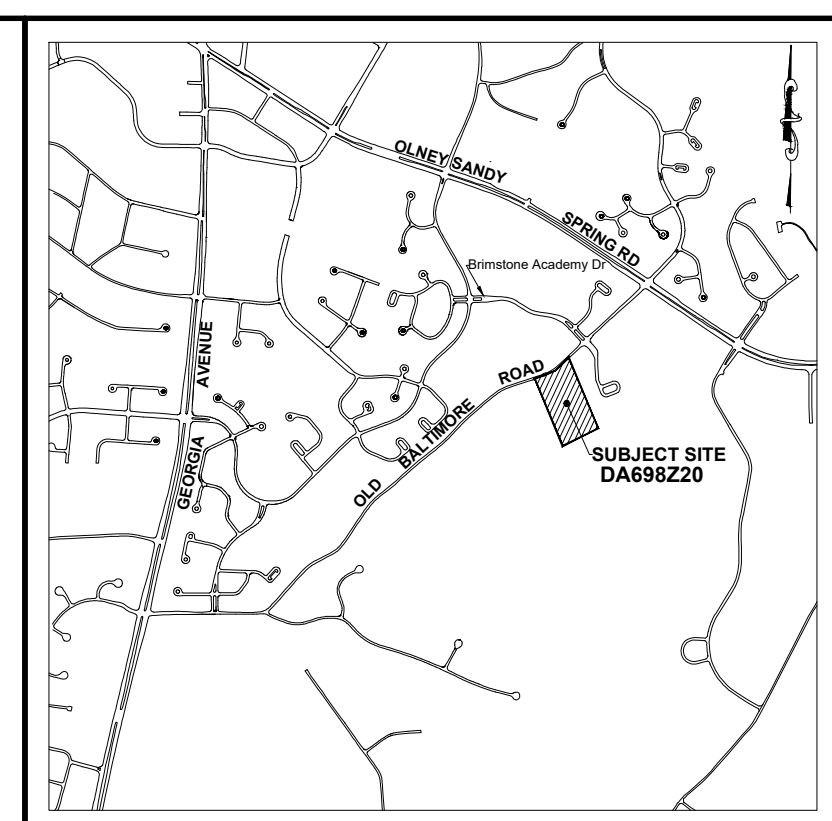 OLNEY SANDY
SPRING RD
Brimstone Academy Dr
AVENUE
GEORGIA
ROAD
BALTIMORE
OLD
SUBJECT SITE
DA698Z20